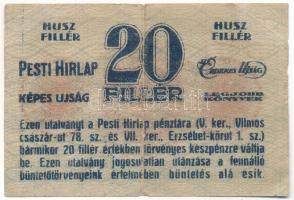 HUSZ FILLÉR
HUSZ FILLÉR
20
PESTI HIRLAP
Érdekes Ujság
KÉPES UJSÁG
FILLÉR
LEGJOBB KÖNYVEK
Ezen utalványt a Pesti Hirlap pénztára (V. ker., Vilmos
császár-út 78. sz. és VII. ker., Erzsébet-körut 1. sz.)
bármikor 20 fillér értékben törvényes készpénzre váltja
be. Ezen utalvány jogosulatlan utánzása a fennálló
büntetőtörvényeink értelmében büntetés alá esik.